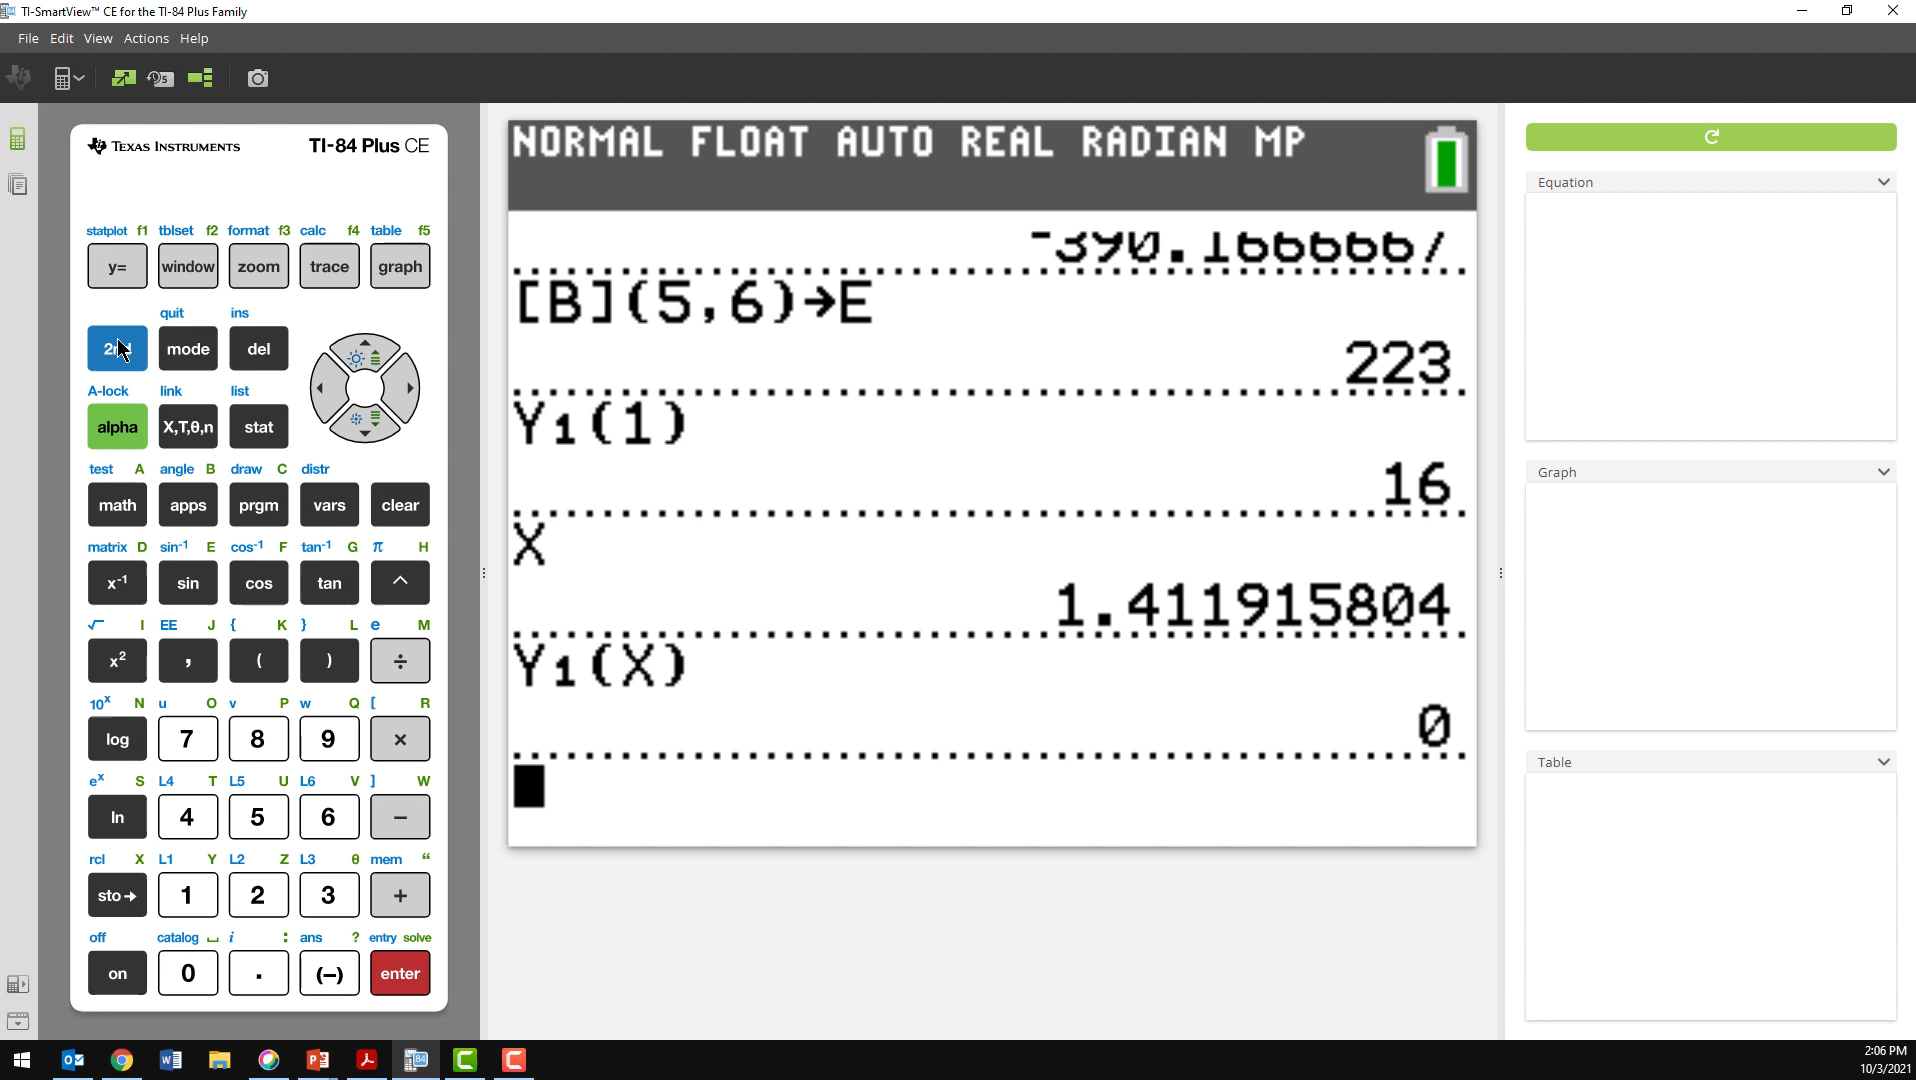 TI-SmartView™ CE for the TI-84 Plus Family
File Edit View Actions Help
TEXAS INSTRUMENTS TI-84 Plus CE
statplot f1 tblset f2 format f3 calc f4 table f5
y= window zoom trace graph
quit ins
2nd mode del
A-lock link list
alpha X,T,θ,n stat
test A angle B draw C distr
math apps prgm vars clear
matrix D sin⁻¹ E cos⁻¹ F tan⁻¹ G π H
x⁻¹ sin cos tan ^
√ I EE J { K } L e M
x² , ( ) ÷
10ˣ N u O v P w Q [ R
log 7 8 9 ×
eˣ S L4 T L5 U L6 V ] W
ln 4 5 6 −
rcl X L1 Y L2 Z L3 θ mem “
sto→ 1 2 3 +
off catalog ⎵ i : ans ? entry solve
on 0 . (−) enter
NORMAL FLOAT AUTO REAL RADIAN MP
-390.1666667
[B](5,6)→E
223
Y₁(1)
16
X
1.411915804
Y₁(X)
0
Equation
Graph
Table
2:06 PM
10/3/2021